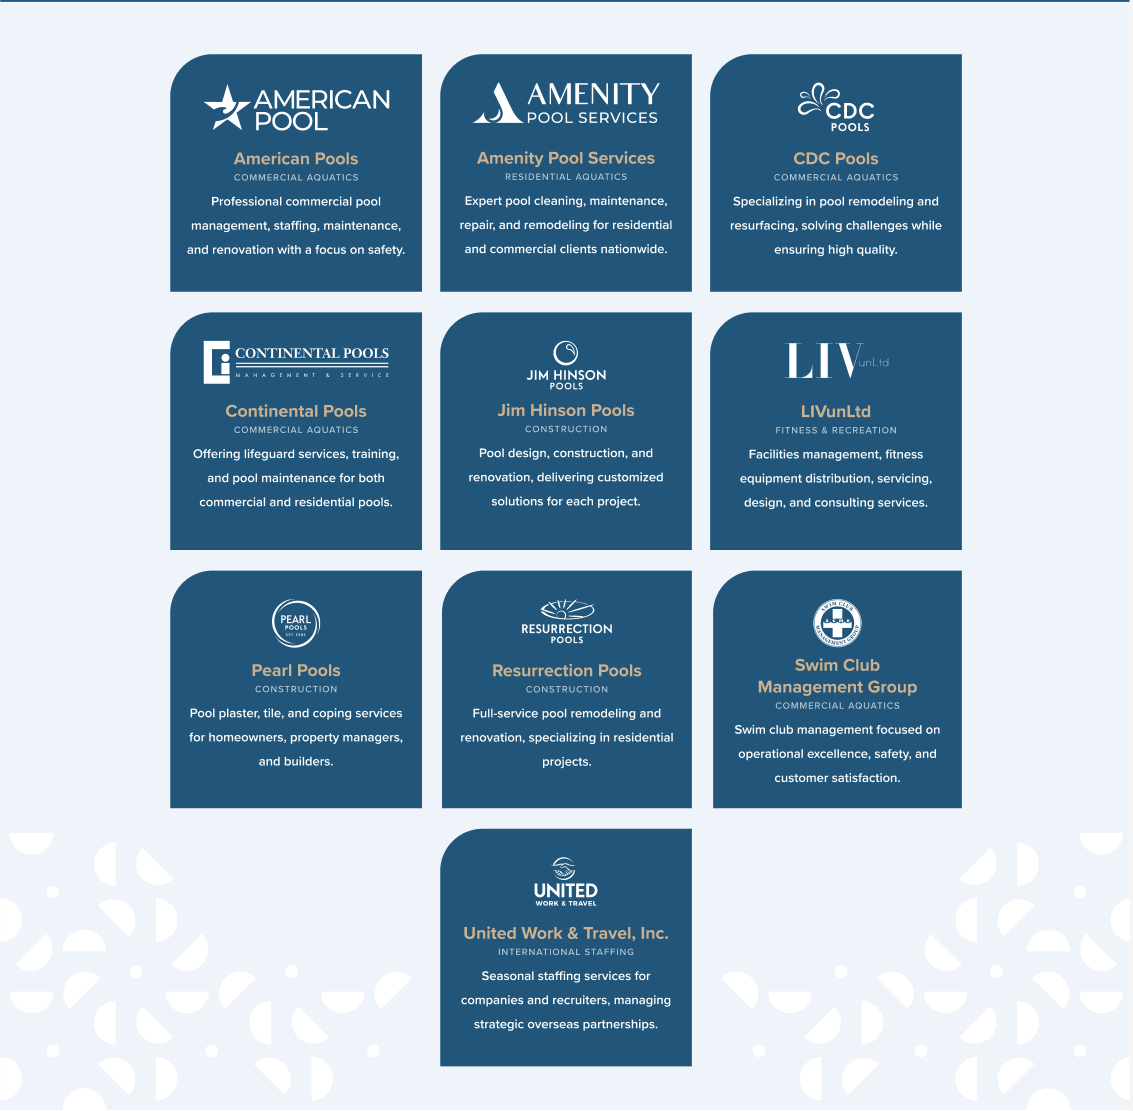 AMERICAN
POOL
American Pools
COMMERCIAL AQUATICS
Professional commercial pool
management, staffing, maintenance,
and renovation with a focus on safety.
AMENITY
POOL SERVICES
Amenity Pool Services
RESIDENTIAL AQUATICS
Expert pool cleaning, maintenance,
repair, and remodeling for residential
and commercial clients nationwide.
CDC
POOLS
CDC Pools
COMMERCIAL AQUATICS
Specializing in pool remodeling and
resurfacing, solving challenges while
ensuring high quality.
CONTINENTAL POOLS
MANAGEMENT & SERVICE
Continental Pools
COMMERCIAL AQUATICS
Offering lifeguard services, training,
and pool maintenance for both
commercial and residential pools.
JIM HINSON
POOLS
Jim Hinson Pools
CONSTRUCTION
Pool design, construction, and
renovation, delivering customized
solutions for each project.
LIVunLtd
LIVunLtd
FITNESS & RECREATION
Facilities management, fitness
equipment distribution, servicing,
design, and consulting services.
PEARL
POOLS
Pearl Pools
CONSTRUCTION
Pool plaster, tile, and coping services
for homeowners, property managers,
and builders.
RESURRECTION
POOLS
Resurrection Pools
CONSTRUCTION
Full-service pool remodeling and
renovation, specializing in residential
projects.
SWIM CLUB
MANAGEMENT GROUP
Swim Club
Management Group
COMMERCIAL AQUATICS
Swim club management focused on
operational excellence, safety, and
customer satisfaction.
UNITED
WORK & TRAVEL
United Work & Travel, Inc.
INTERNATIONAL STAFFING
Seasonal staffing services for
companies and recruiters, managing
strategic overseas partnerships.